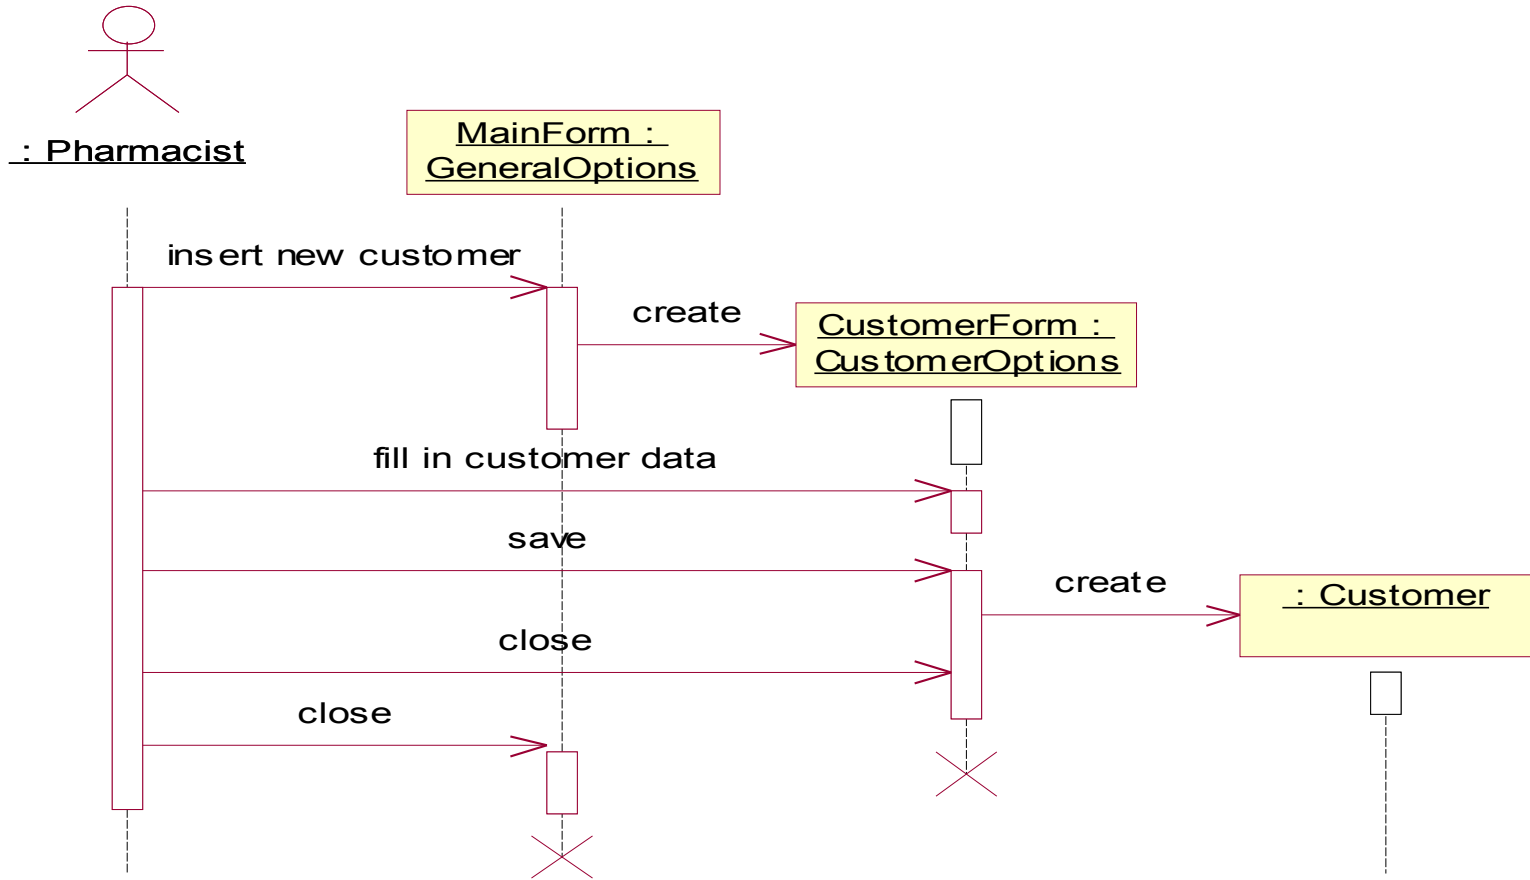 : Pharmacist
MainForm :
GeneralOptions
insert new customer
create
CustomerForm :
CustomerOptions
fill in customer data
save
create
: Customer
close
close